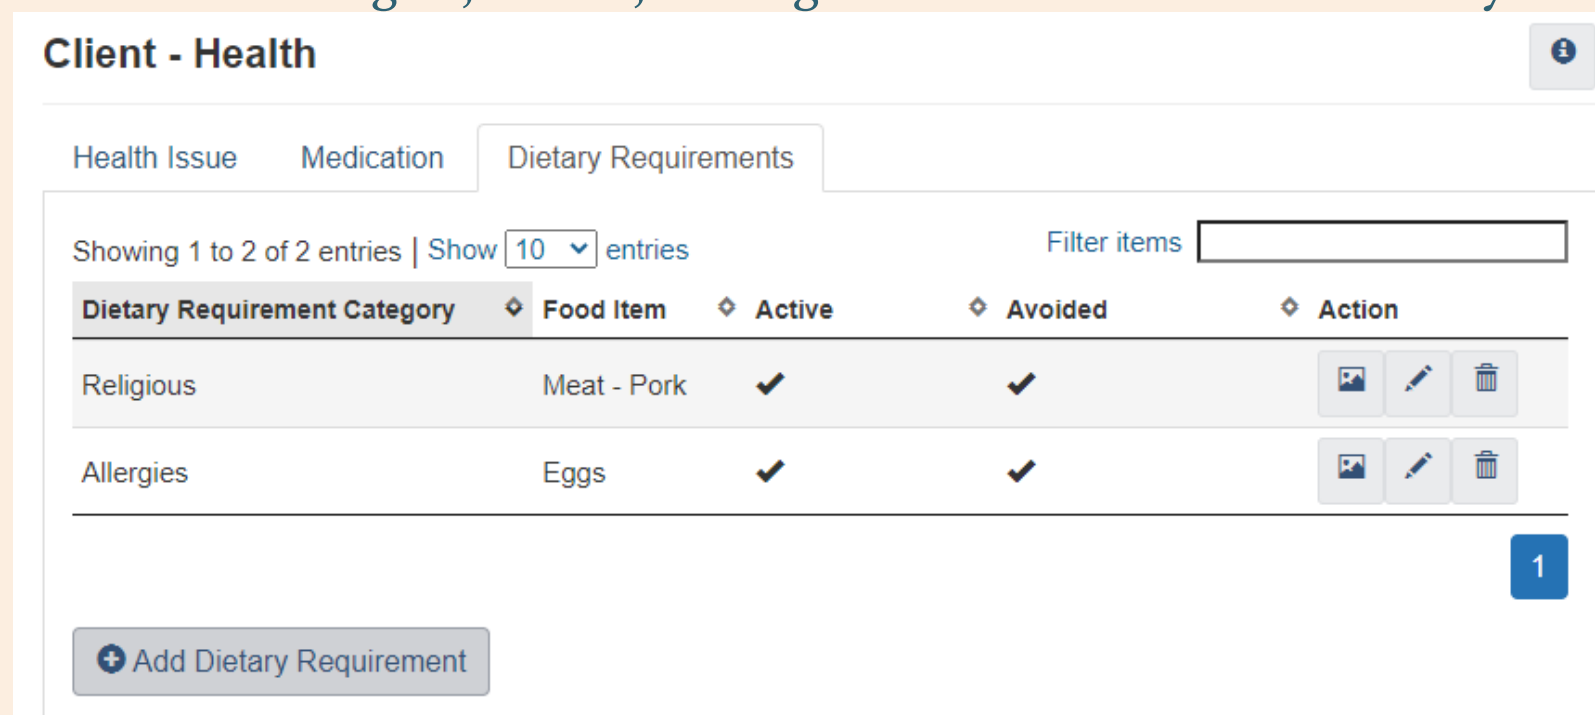 Client - Health
Health Issue Medication Dietary Requirements
Showing 1 to 2 of 2 entries | Show 10 entries Filter items
Dietary Requirement Category Food Item Active Avoided Action
Religious Meat - Pork
Allergies Eggs
1
Add Dietary Requirement